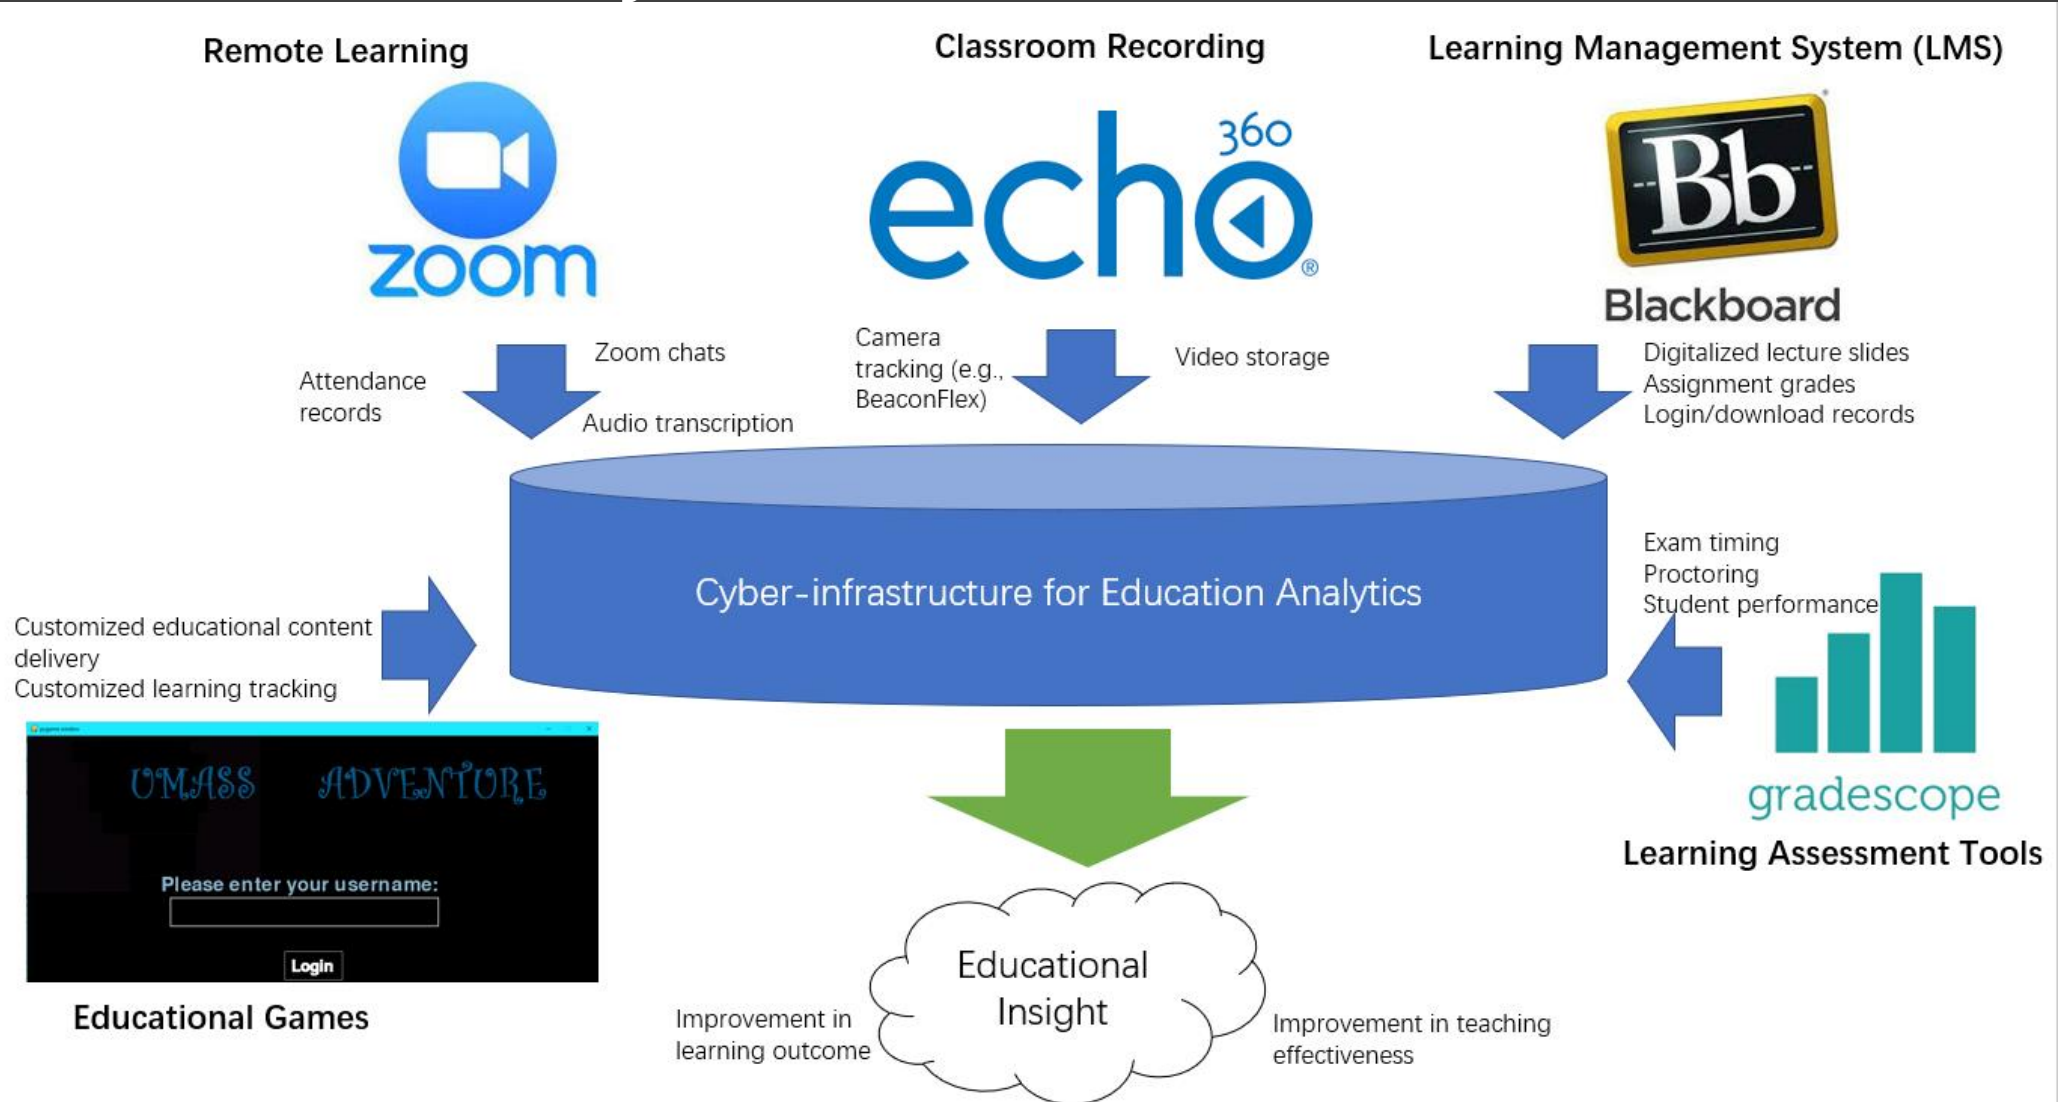 Remote Learning
Classroom Recording
Learning Management System (LMS)
zoom
360
echo
®
Bb
Blackboard
Attendance
records
Zoom chats
Audio transcription
Camera
tracking (e.g.,
BeaconFlex)
Video storage
Digitalized lecture slides
Assignment grades
Login/download records
Cyber-infrastructure for Education Analytics
Exam timing
Proctoring
Student performance
Customized educational content
delivery
Customized learning tracking
pygame window
UMASS ADVENTURE
Please enter your username:
Login
Educational Games
gradescope
Learning Assessment Tools
Educational
Insight
Improvement in
learning outcome
Improvement in teaching
effectiveness